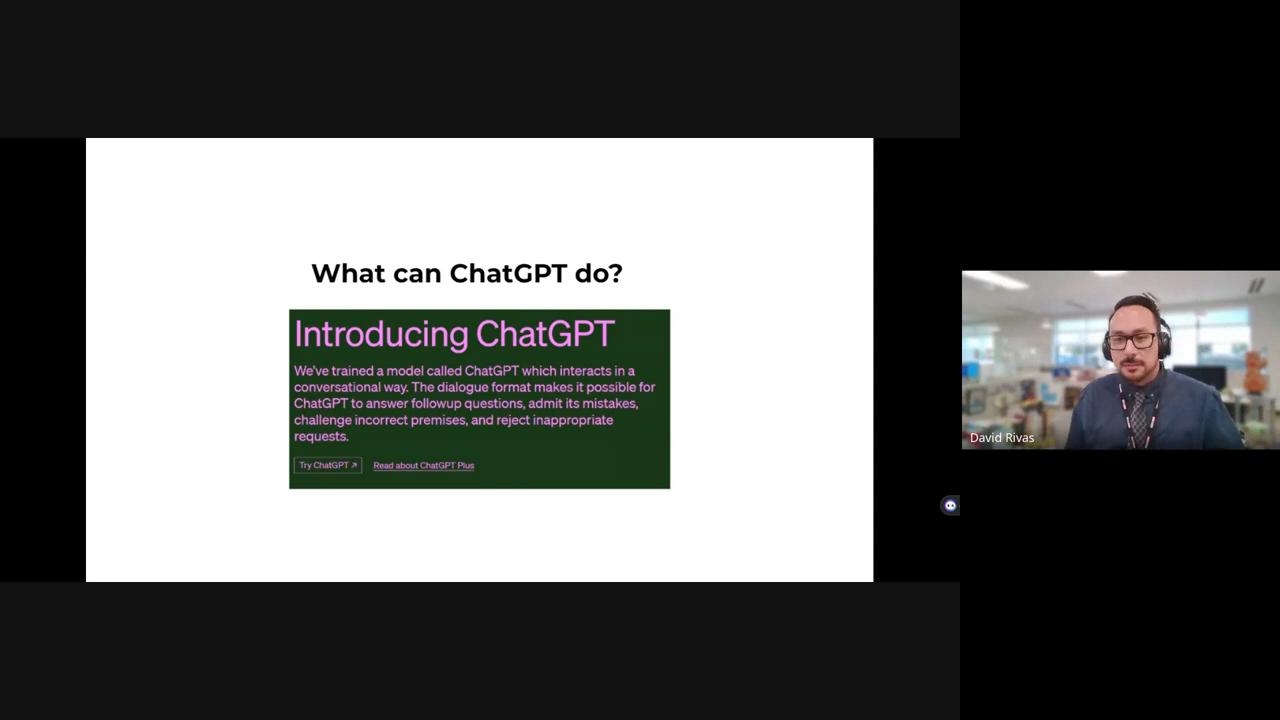 What can ChatGPT do?
Introducing ChatGPT
We've trained a model called ChatGPT which interacts in a
conversational way. The dialogue format makes it possible for
ChatGPT to answer followup questions, admit its mistakes,
challenge incorrect premises, and reject inappropriate
requests.
Try ChatGPT ↗ Read about ChatGPT Plus
David Rivas